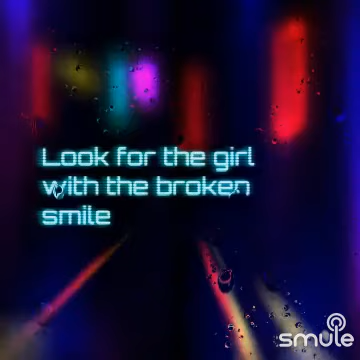 Look for the girl
with the broken
smile
smule